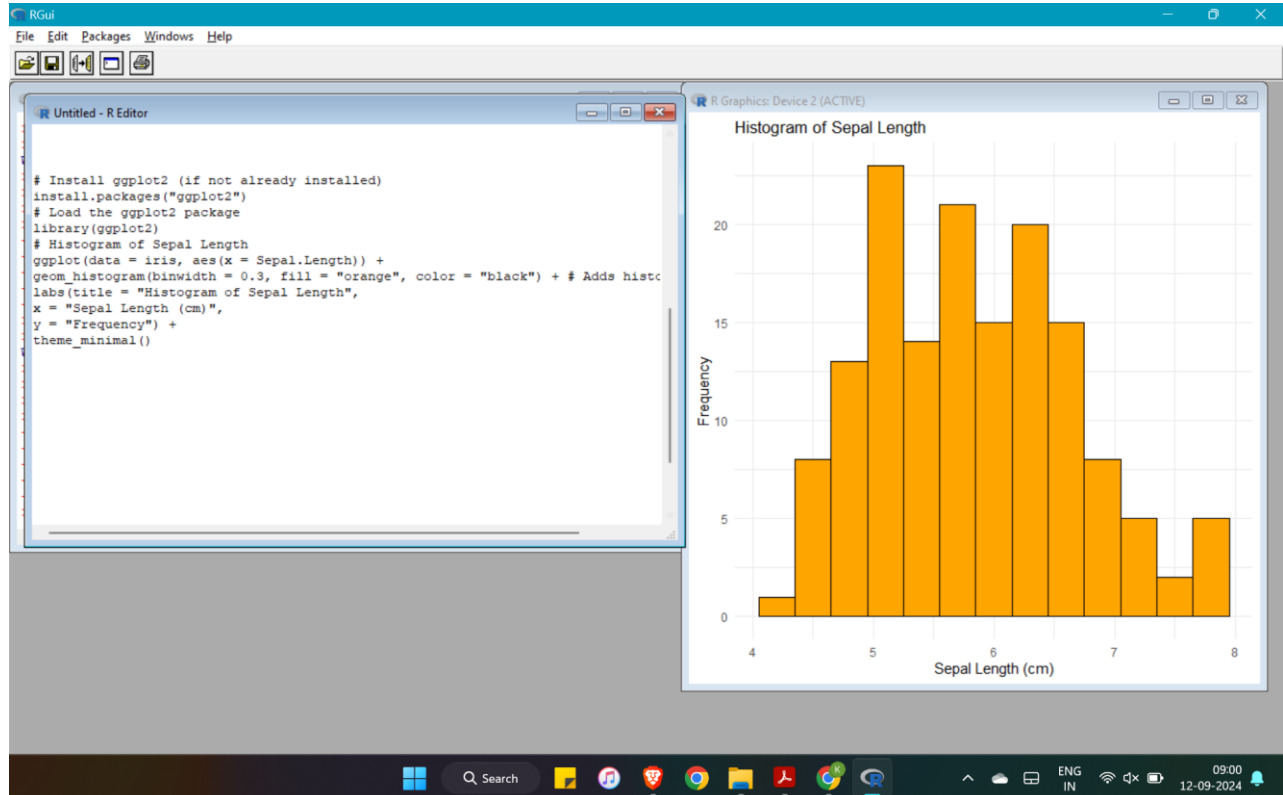 RGui
File Edit Packages Windows Help
Untitled - R Editor
# Install ggplot2 (if not already installed)
install.packages("ggplot2")
# Load the ggplot2 package
library(ggplot2)
# Histogram of Sepal Length
ggplot(data = iris, aes(x = Sepal.Length)) +
geom_histogram(binwidth = 0.3, fill = "orange", color = "black") + # Adds histo
labs(title = "Histogram of Sepal Length",
x = "Sepal Length (cm)",
y = "Frequency") +
theme_minimal()
R Graphics: Device 2 (ACTIVE)
Histogram of Sepal Length
Frequency
20
15
10
5
0
4 5 6 7 8
Sepal Length (cm)
Search
K
ENG
IN
09:00
12-09-2024